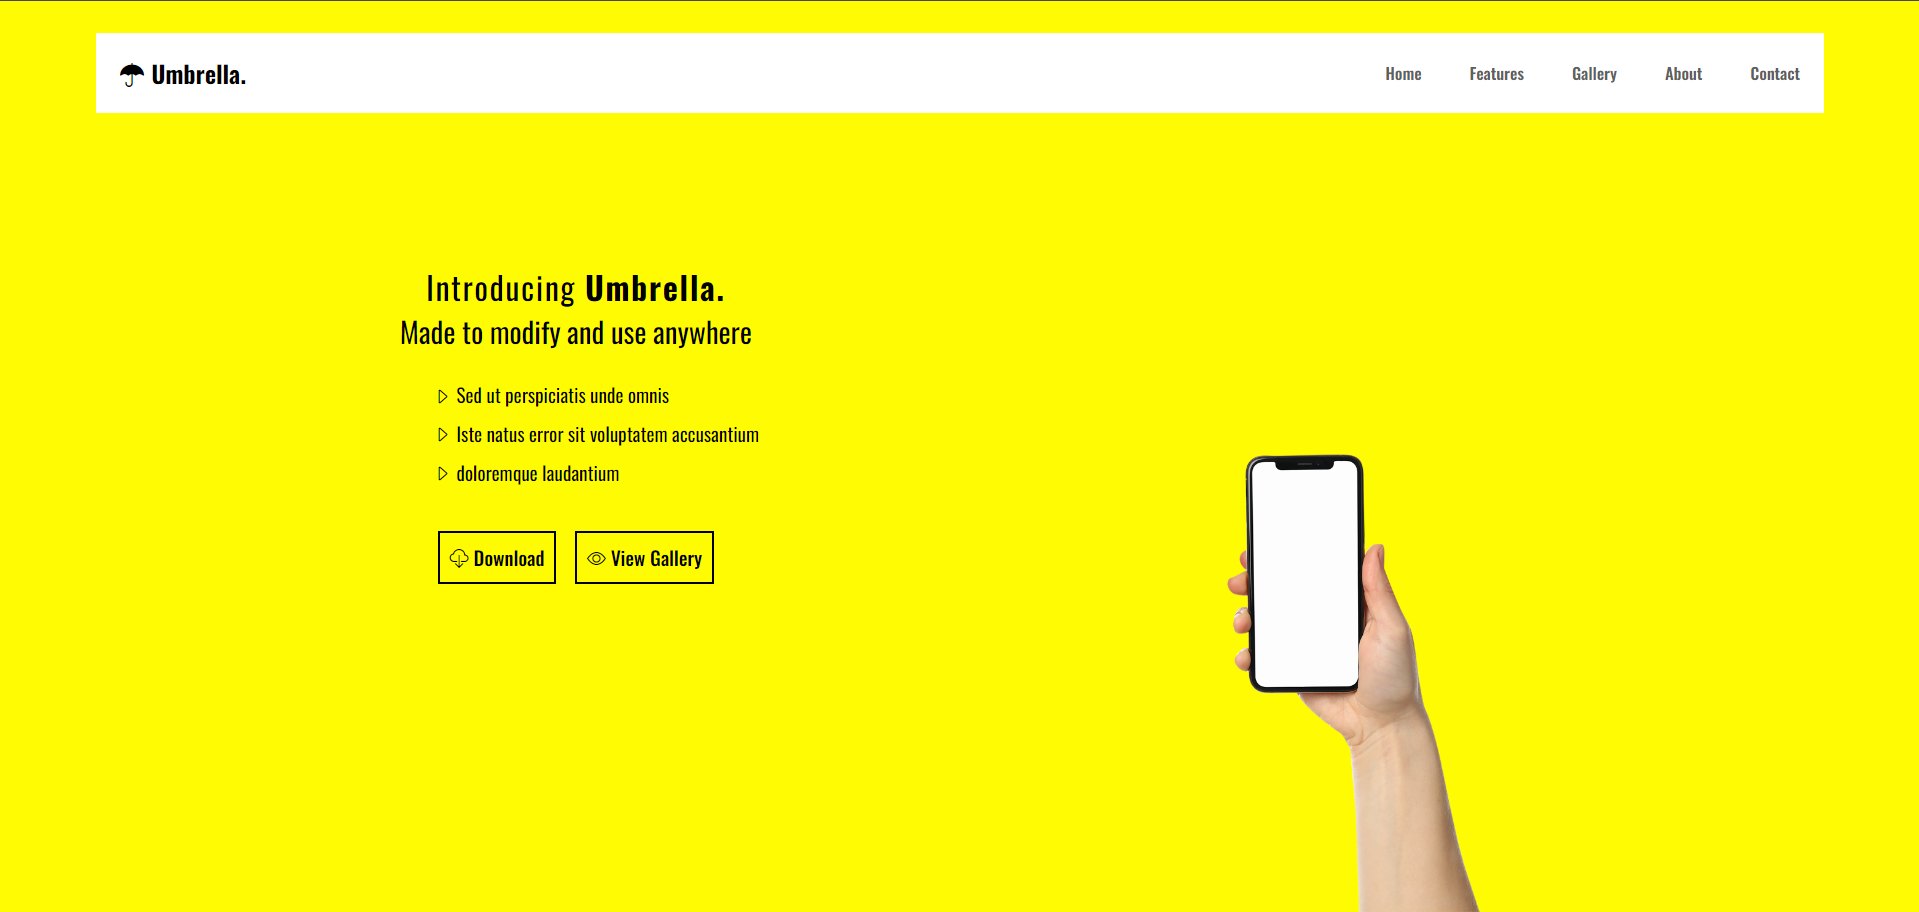 Umbrella.
Home Features Gallery About Contact
Introducing Umbrella.
Made to modify and use anywhere
Sed ut perspiciatis unde omnis
Iste natus error sit voluptatem accusantium
doloremque laudantium
Download View Gallery